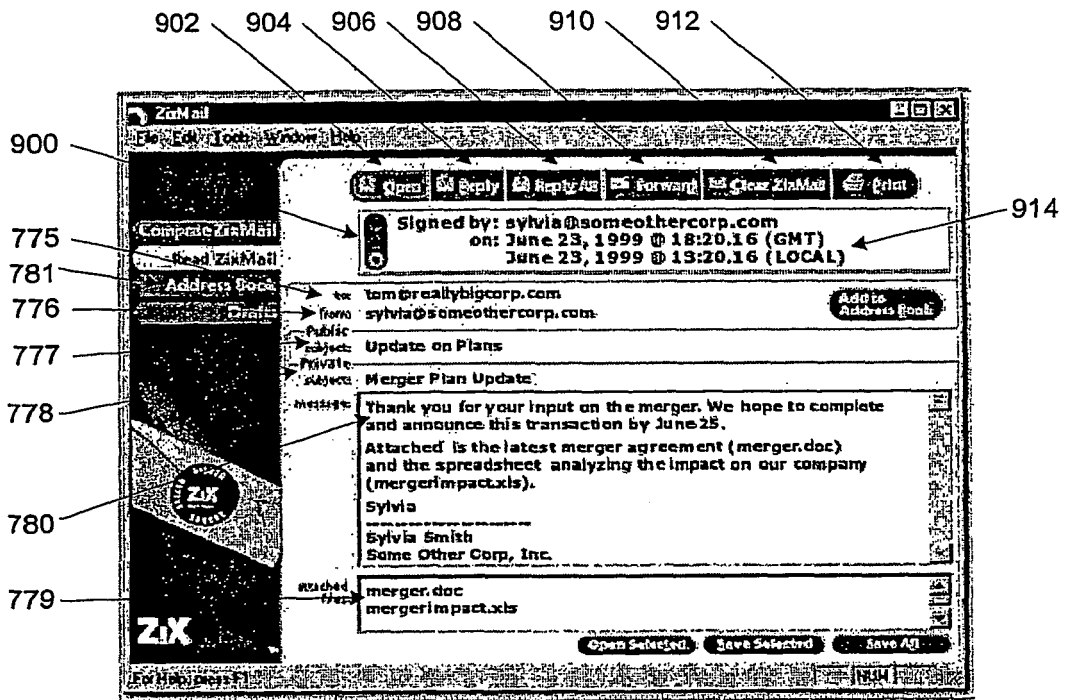 902 904 906 908 910 912
ZixMail
File Edit Tools Window Help
900
Open Reply Reply All Forward Clear ZixMail Print
914
Signed by: sylvia@someothercorp.com
on: June 23, 1999 @ 18:20.16 (GMT)
June 23, 1999 @ 13:20.16 (LOCAL)
775
781
776
777
778
780
779
Compose ZixMail
Read ZixMail
Address Book
Drafts
to: tom@reallybigcorp.com
from: sylvia@someothercorp.com
Add to
Address Book
Public
subject: Update on Plans
Private
subject: Merger Plan Update
message: Thank you for your input on the merger. We hope to complete
and announce this transaction by June 25.
Attached is the latest merger agreement (merger.doc)
and the spreadsheet analyzing the impact on our company
(mergerimpact.xls).
Sylvia
--------------------
Sylvia Smith
Some Other Corp, Inc.
ZiX
attached
files: merger.doc
mergerimpact.xls
ZiX
Open Selected Save Selected Save All
For Help, press F1
NUM